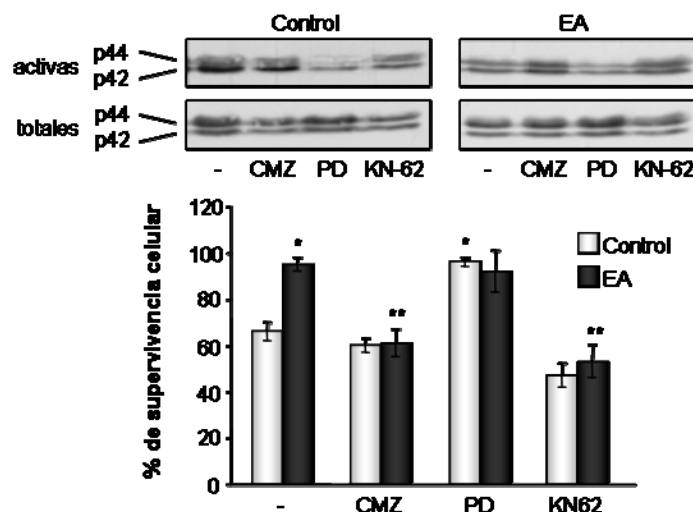 Control EA
activas p44
p42
totales p44
p42
- CMZ PD KN-62 - CMZ PD KN-62
% de supervivencia celular
120
100
80
60
40
20
0
* ** * **
Control
EA
- CMZ PD KN62